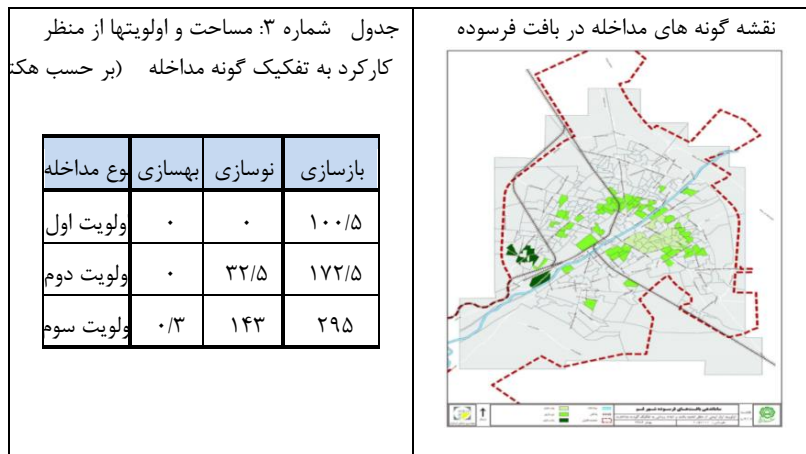 نقشه گونه های مداخله در بافت فرسوده
جدول شماره ۳: مساحت و اولویتها از منظر
کارکرد به تفکیک گونه مداخله (بر حسب هکت
وع مداخله بهسازی نوسازی بازسازی
ولویت اول ۰ ۰ ۱۰۰/۵
ولویت دوم ۰ ۳۲/۵ ۱۷۲/۵
ولویت سوم ۰/۳ ۱۴۳ ۲۹۵